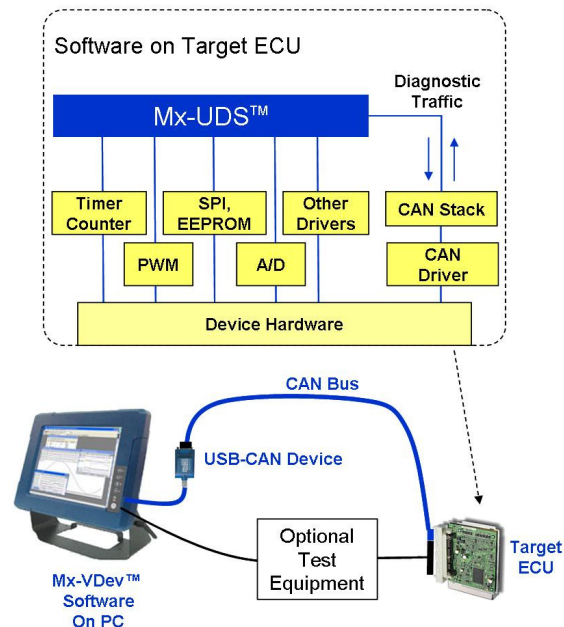 Software on Target ECU
Diagnostic
Traffic
Mx-UDS™
Timer
Counter
SPI,
EEPROM
Other
Drivers
CAN Stack
PWM
A/D
CAN
Driver
Device Hardware
CAN Bus
USB-CAN Device
Optional
Test
Equipment
Target
ECU
Mx-VDev™
Software
On PC